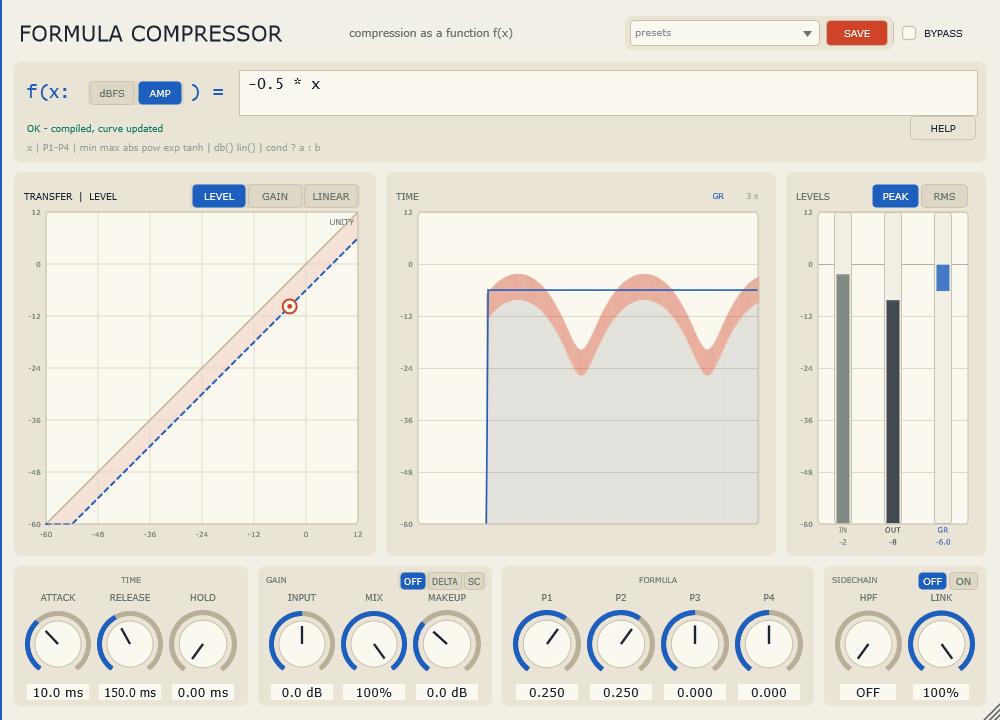 FORMULA COMPRESSOR
compression as a function f(x)
presets
SAVE
BYPASS
f(x: dBFS AMP ) =
-0.5 * x
OK - compiled, curve updated
HELP
x | P1-P4 | min max abs pow exp tanh | db() lin() | cond ? a : b
TRANSFER | LEVEL
LEVEL GAIN LINEAR
UNITY
12
0
-12
-24
-36
-48
-60
-60 -48 -36 -24 -12 0 12
TIME
GR 3 s
12
0
-12
-24
-36
-48
-60
LEVELS
PEAK RMS
12
0
-12
-24
-36
-48
-60
IN OUT GR
-2 -8 -6.0
TIME
ATTACK RELEASE HOLD
10.0 ms 150.0 ms 0.00 ms
GAIN
OFF DELTA SC
INPUT MIX MAKEUP
0.0 dB 100% 0.0 dB
FORMULA
P1 P2 P3 P4
0.250 0.250 0.000 0.000
SIDECHAIN
OFF ON
HPF LINK
OFF 100%